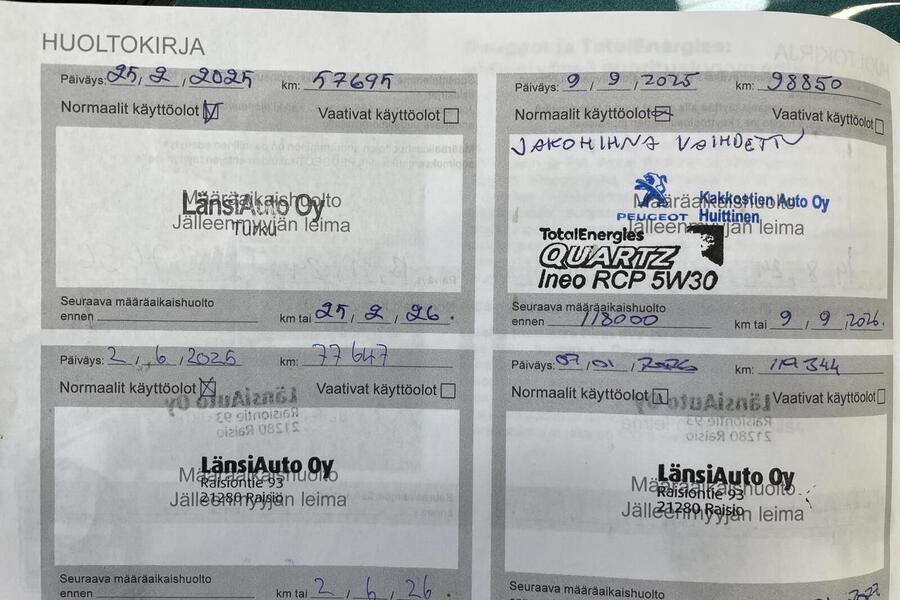 HUOLTOKIRJA
Päiväys: 25, 2, 2025 km: 57695
Normaalit käyttöolot Vaativat käyttöolot
Määräaikaishuolto
LänsiAuto Oy
Jälleenmyyjän leima
Turku
Seuraava määräaikaishuolto
ennen km tai 25, 2, 26.
Päiväys: 2, 6, 2025 km: 77647
Normaalit käyttöolot Vaativat käyttöolot
LänsiAuto Oy
Määräaikaishuolto
Raisiontie 93
Jälleenmyyjän leima
21280 Raisio
Seuraava määräaikaishuolto
ennen km tai 2, 6, 26.
Päiväys: 9, 9, 2025 km: 98850
Normaalit käyttöolot Vaativat käyttöolot
JAKOHIHNA VAIHDETTU
PEUGEOT
Kakkostien Auto Oy
Huittinen
Määräaikaishuolto
Jälleenmyyjän leima
TotalEnergies
QUARTZ
Ineo RCP 5W30
Seuraava määräaikaishuolto
ennen 118000 km tai 9, 9, 2026.
Päiväys: 07, 01, 2026 km: 119344
Normaalit käyttöolot Vaativat käyttöolot
LänsiAuto Oy
Määräaikaishuolto
Raisiontie 93
Jälleenmyyjän leima
21280 Raisio
Seuraava määräaikaishuolto